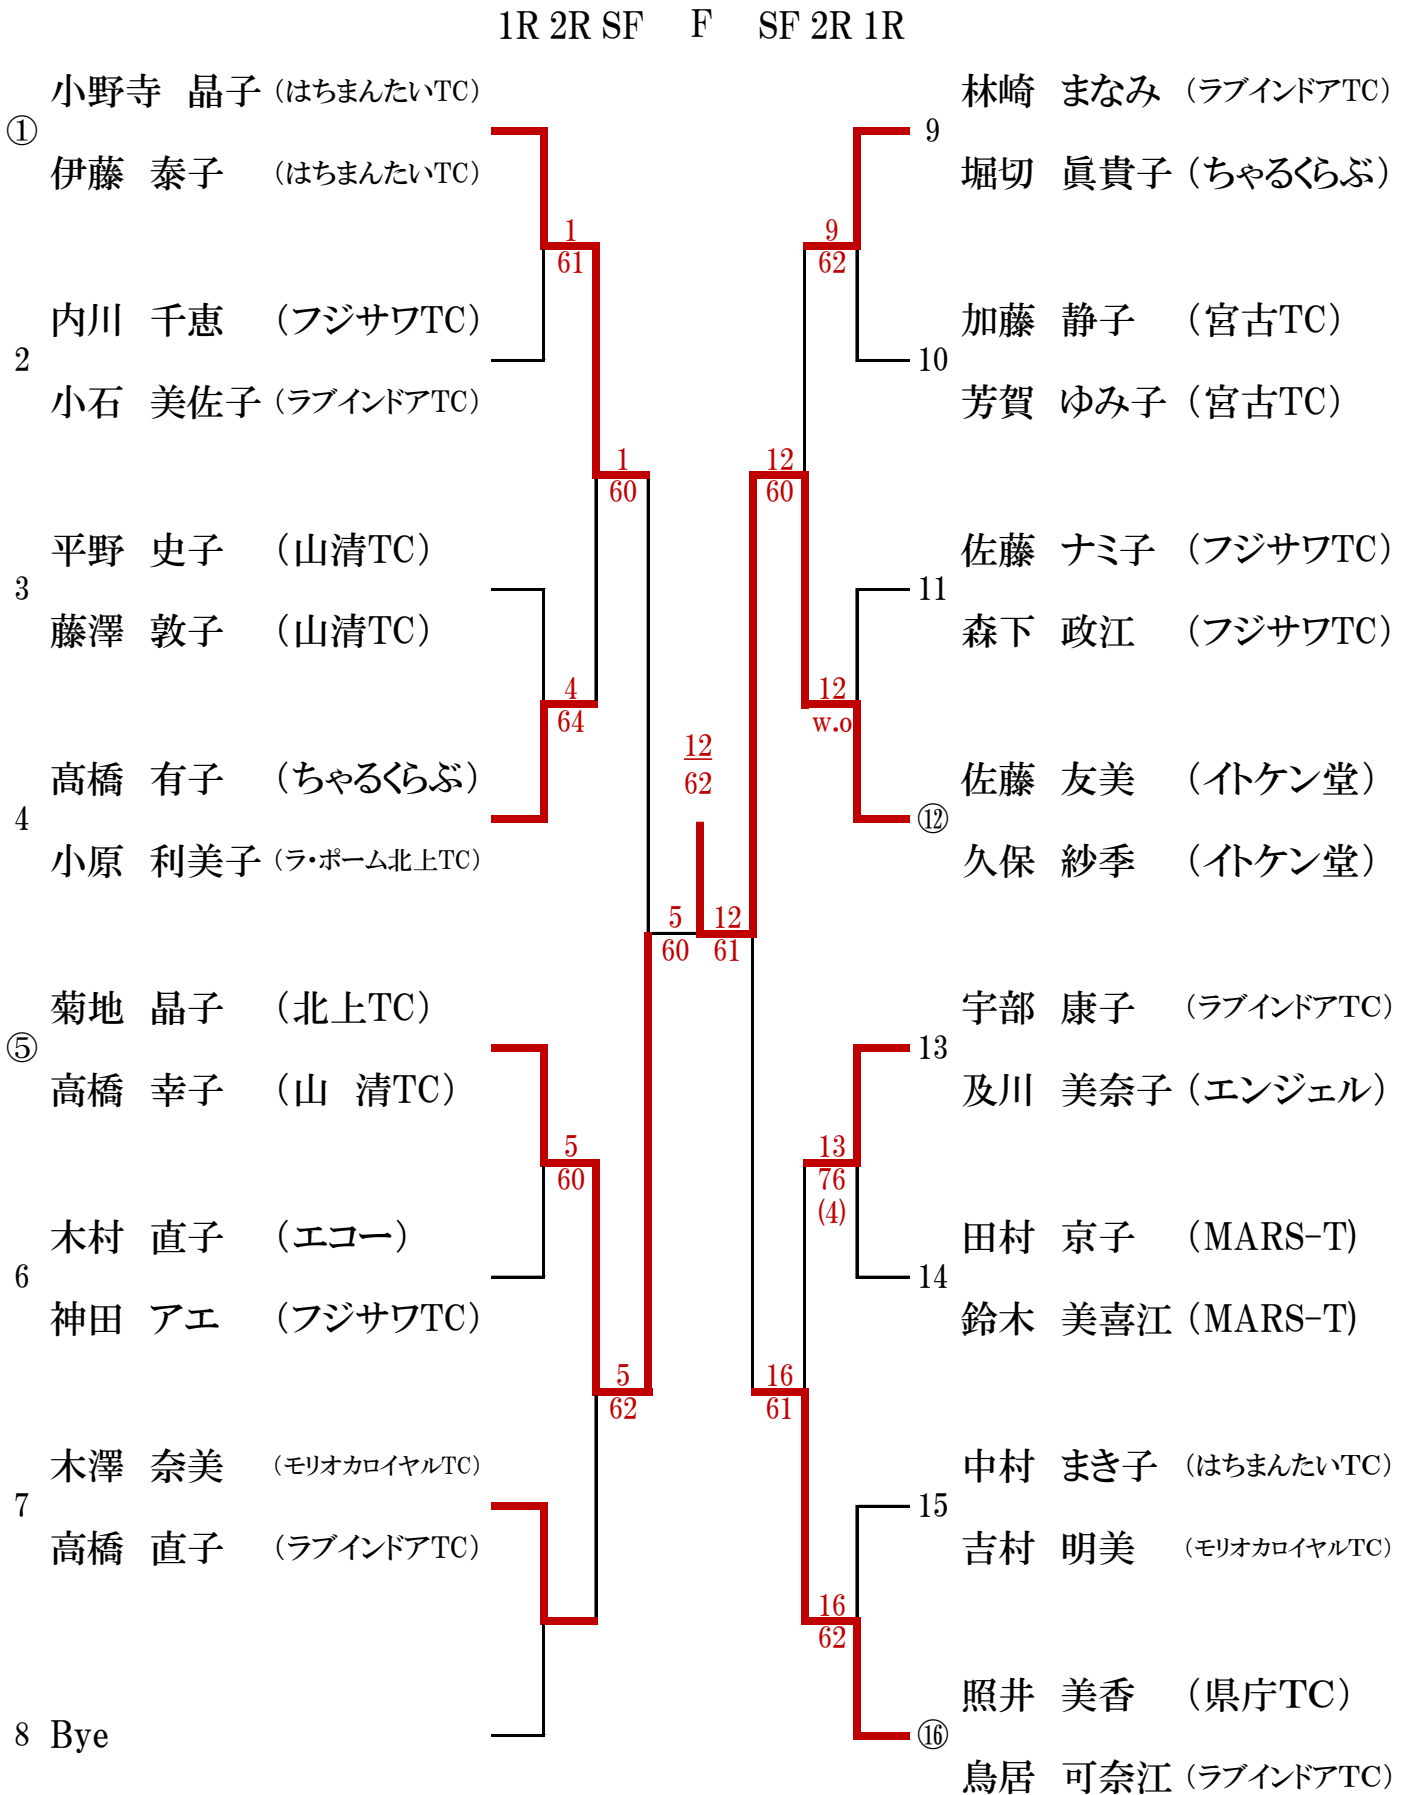 1R 2R SF F SF 2R 1R
① 小野寺 晶子 (はちまんたいTC)
伊藤 泰子 (はちまんたいTC)
1
61
2 内川 千恵 (フジサワTC)
小石 美佐子 (ラブインドアTC)
1
60
3 平野 史子 (山清TC)
藤澤 敦子 (山清TC)
4
64
4 髙橋 有子 (ちゃるくらぶ)
小原 利美子 (ラ・ポーム北上TC)
5
60
⑤ 菊地 晶子 (北上TC)
高橋 幸子 (山 清TC)
5
60
6 木村 直子 (エコー)
神田 アエ (フジサワTC)
5
62
7 木澤 奈美 (モリオカロイヤルTC)
高橋 直子 (ラブインドアTC)
8 Bye
12
62
9 林崎 まなみ (ラブインドアTC)
堀切 眞貴子 (ちゃるくらぶ)
9
62
10 加藤 静子 (宮古TC)
芳賀 ゆみ子 (宮古TC)
12
60
11 佐藤 ナミ子 (フジサワTC)
森下 政江 (フジサワTC)
12
w.o
⑫ 佐藤 友美 (イトケン堂)
久保 紗季 (イトケン堂)
12
61
13 宇部 康子 (ラブインドアTC)
及川 美奈子 (エンジェル)
13
76
(4)
14 田村 京子 (MARS-T)
鈴木 美喜江 (MARS-T)
16
61
15 中村 まき子 (はちまんたいTC)
吉村 明美 (モリオカロイヤルTC)
16
62
⑯ 照井 美香 (県庁TC)
鳥居 可奈江 (ラブインドアTC)